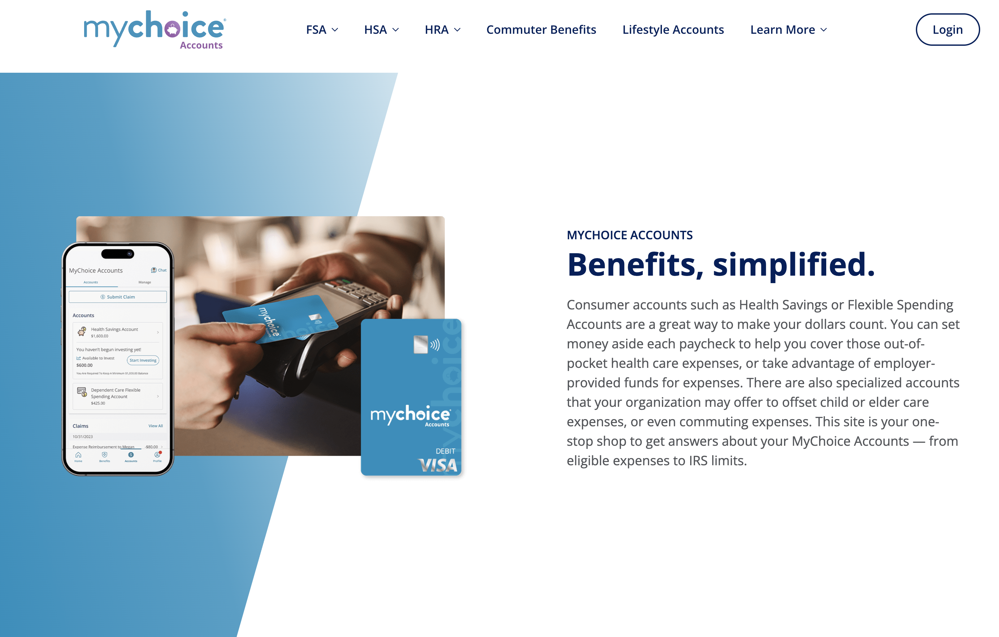 mychoice®
Accounts
FSA
HSA
HRA
Commuter Benefits
Lifestyle Accounts
Learn More
Login
MyChoice Accounts
Chat
Accounts
Manage
Submit Claim
Accounts
Health Savings Account
$1,600.00
You haven't begun investing yet!
Available to Invest
$600.00
Start Investing
You Are Required To Keep A Minimum $1,000.00 Balance
Dependent Care Flexible
Spending Account
$425.00
Claims
View All
10/31/2023
Expense Reimbursement to Megan
-$80.00
Home
Benefits
Accounts
Profile
mychoice
mychoice
mychoice
Accounts
DEBIT
VISA
MYCHOICE ACCOUNTS
Benefits, simplified.
Consumer accounts such as Health Savings or Flexible Spending
Accounts are a great way to make your dollars count. You can set
money aside each paycheck to help you cover those out-of-
pocket health care expenses, or take advantage of employer-
provided funds for expenses. There are also specialized accounts
that your organization may offer to offset child or elder care
expenses, or even commuting expenses. This site is your one-
stop shop to get answers about your MyChoice Accounts — from
eligible expenses to IRS limits.